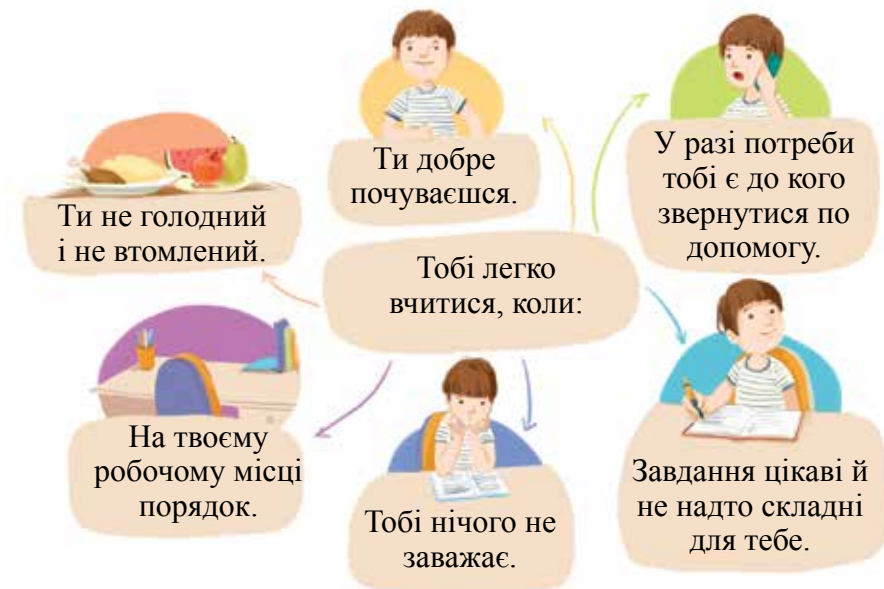 Тобі легко
вчитися, коли:
Ти не голодний
і не втомлений.
Ти добре
почуваєшся.
У разі потреби
тобі є до кого
звернутися по
допомогу.
На твоєму
робочому місці
порядок.
Тобі нічого не
заважає.
Завдання цікаві й
не надто складні
для тебе.